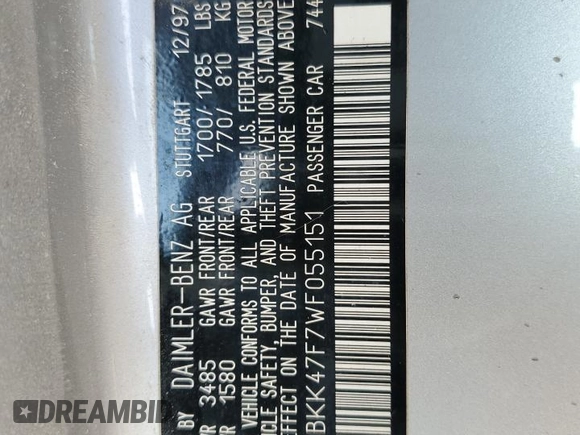 BY DAIMLER-BENZ AG STUTTGART 12/97
GAWR FRONT/REAR 1700/ 1785 LBS
3485
GAWR FRONT/REAR 770/ 810 KG
1580
VEHICLE CONFORMS TO ALL APPLICABLE U.S. FEDERAL MOTOR
SAFETY, BUMPER, AND THEFT PREVENTION STANDARDS
EFFECT ON THE DATE OF MANUFACTURE SHOWN ABOVE
BKK47F7WF055151 PASSENGER CAR 744
DREAMBID